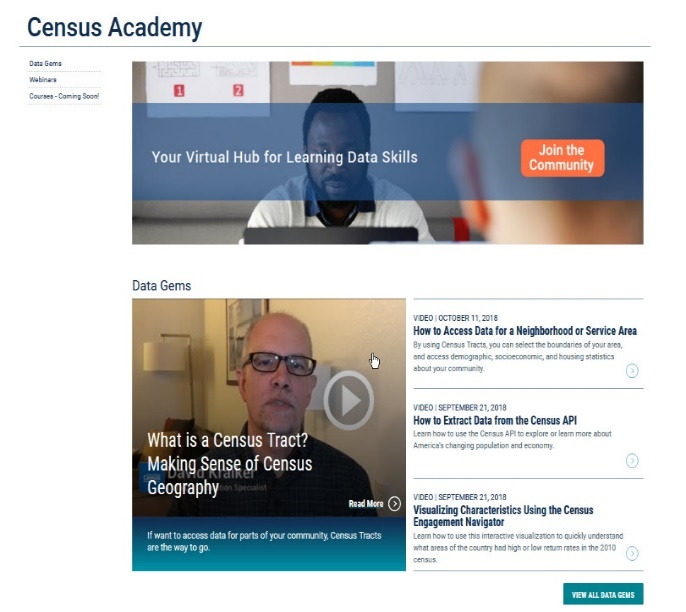 Census Academy
Data Gems
Webinars
Courses - Coming Soon!
1 2
Your Virtual Hub for Learning Data Skills
Join the
Community
Data Gems
What is a Census Tract?
Making Sense of Census
David Kraiker
Geography
Read More
If want to access data for parts of your community, Census Tracts
are the way to go.
VIDEO | OCTOBER 11, 2018
How to Access Data for a Neighborhood or Service Area
By using Census Tracts, you can select the boundaries of your area,
and access demographic, socioeconomic, and housing statistics
about your community.
VIDEO | SEPTEMBER 21, 2018
How to Extract Data from the Census API
Learn how to use the Census API to explore or learn more about
America's changing population and economy.
VIDEO | SEPTEMBER 21, 2018
Visualizing Characteristics Using the Census
Engagement Navigator
Learn how to use this interactive visualization to quickly understand
what areas of the country had high or low return rates in the 2010
census.
VIEW ALL DATA GEMS